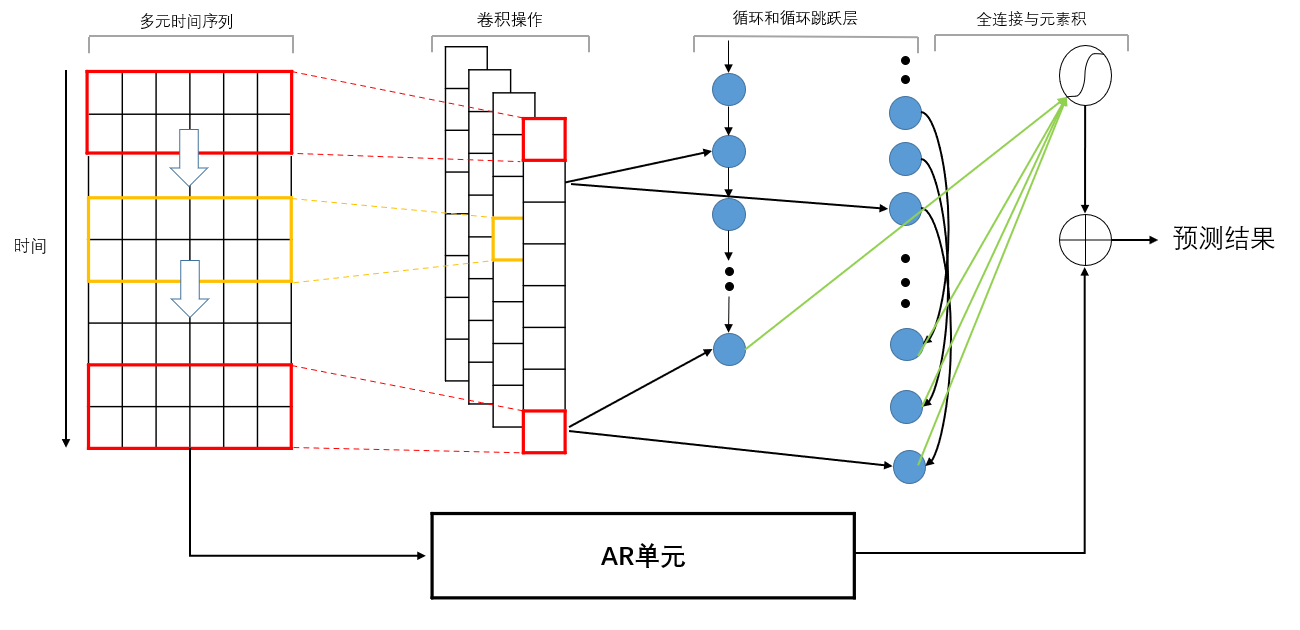 多元时间序列
卷积操作
循环和循环跳跃层
全连接与元素积
时间
预测结果
AR单元